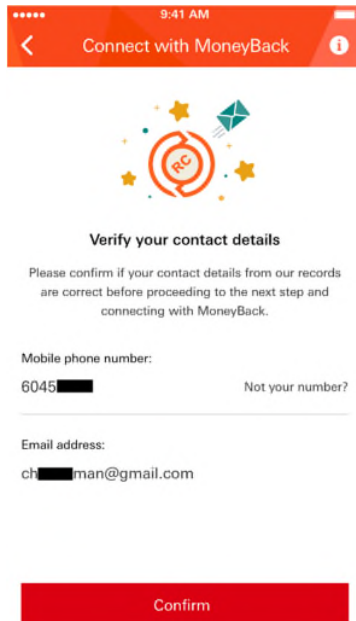 9:41 AM
Connect with MoneyBack
i
RC
Verify your contact details
Please confirm if your contact details from our records
are correct before proceeding to the next step and
connecting with MoneyBack.
Mobile phone number:
6045
Not your number?
Email address:
ch man@gmail.com
Confirm